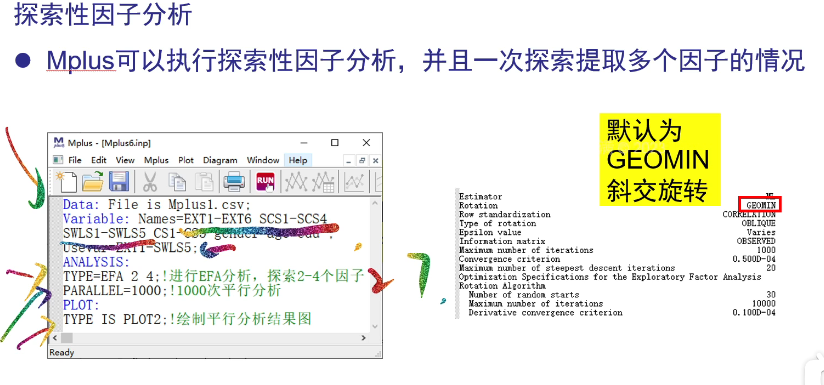 探索性因子分析
● Mplus可以执行探索性因子分析，并且一次探索提取多个因子的情况
Mplus - [Mplus6.inp]
File Edit View Mplus Plot Diagram Window Help
RUN
Data: File is Mplus1.csv;
Variable: Names=EXT1-EXT6 SCS1-SCS4
SWLS1-SWLS5 CS1-CS5 gender age edu ;
Usevar=EXT1-SWLS5;
ANALYSIS:
TYPE=EFA 2 4;!进行EFA分析，探索2-4个因子
PARALLEL=1000;!1000次平行分析
PLOT:
TYPE IS PLOT2;!绘制平行分析结果图
Ready
默认为
GEOMIN
斜交旋转
Estimator
Rotation GEOMIN
Row standardization CORRELATION
Type of rotation OBLIQUE
Epsilon value Varies
Information matrix OBSERVED
Maximum number of iterations 1000
Convergence criterion 0.500D-04
Maximum number of steepest descent iterations 20
Optimization Specifications for the Exploratory Factor Analysis
Rotation Algorithm
Number of random starts 30
Maximum number of iterations 10000
Derivative convergence criterion 0.100D-04